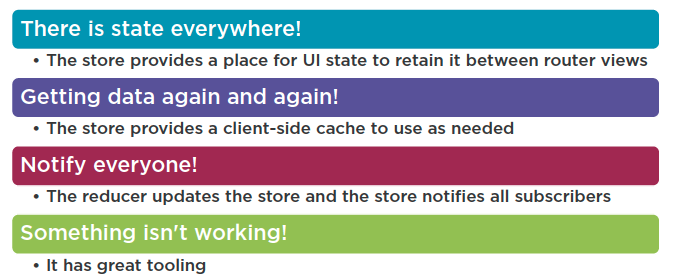 There is state everywhere!
• The store provides a place for UI state to retain it between router views
Getting data again and again!
• The store provides a client-side cache to use as needed
Notify everyone!
• The reducer updates the store and the store notifies all subscribers
Something isn't working!
• It has great tooling